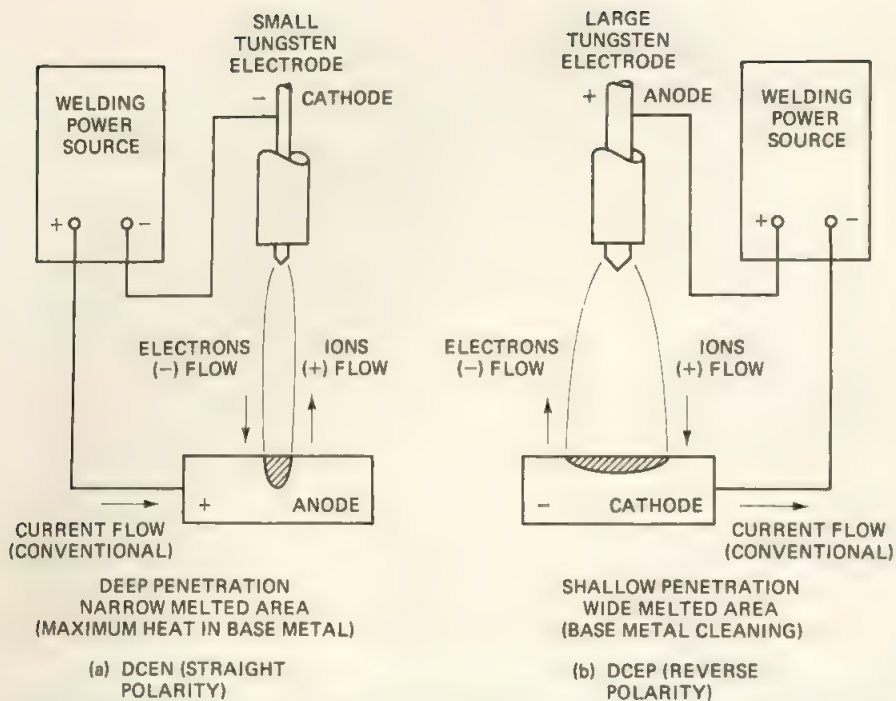 SMALL
TUNGSTEN
ELECTRODE
− CATHODE
WELDING
POWER
SOURCE
+ −
ELECTRONS
(−) FLOW
IONS
(+) FLOW
+ ANODE
CURRENT FLOW
(CONVENTIONAL)
DEEP PENETRATION
NARROW MELTED AREA
(MAXIMUM HEAT IN BASE METAL)
(a) DCEN (STRAIGHT
POLARITY)
LARGE
TUNGSTEN
ELECTRODE
+ ANODE
WELDING
POWER
SOURCE
+ −
ELECTRONS
(−) FLOW
IONS
(+) FLOW
− CATHODE
CURRENT FLOW
(CONVENTIONAL)
SHALLOW PENETRATION
WIDE MELTED AREA
(BASE METAL CLEANING)
(b) DCEP (REVERSE
POLARITY)